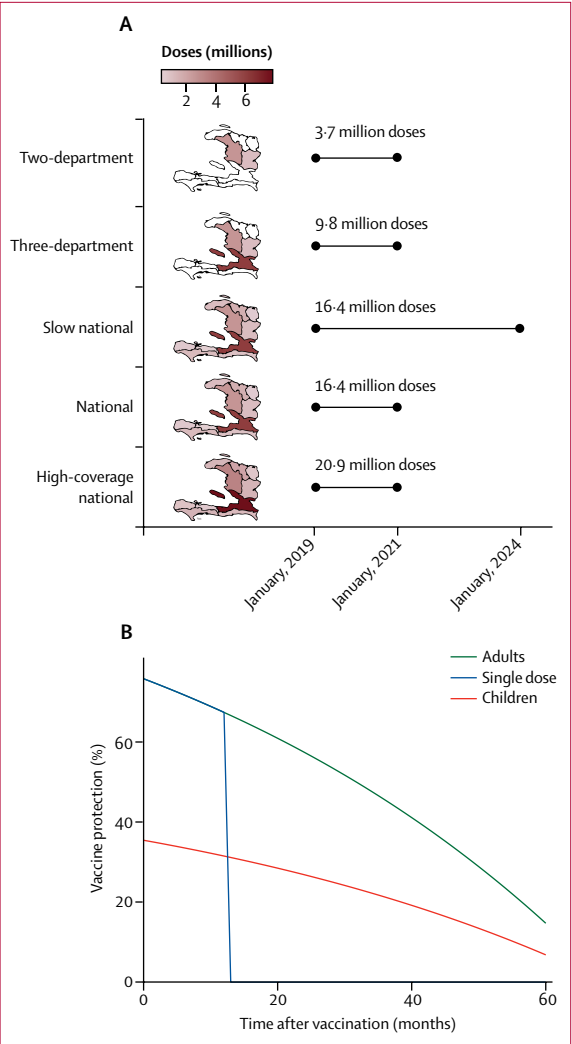 A
Doses (millions)
2 4 6
Two-department
3·7 million doses
Three-department
9·8 million doses
Slow national
16·4 million doses
National
16·4 million doses
High-coverage
national
20·9 million doses
January, 2019
January, 2021
January, 2024
B
Adults
Single dose
Children
Vaccine protection (%)
60
40
20
0
0 20 40 60
Time after vaccination (months)